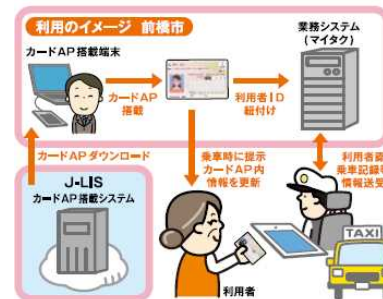 利用のイメージ 前橋市
カードAP搭載端末
業務システム
(マイタク)
カードAP
搭載
利用者ID
紐付け
カードAPダウンロード
乗車時に提示
カードAP内
情報を更新
利用者
乗車記録
情報送受
J-LIS
カードAP搭載システム
TAXI
利用者